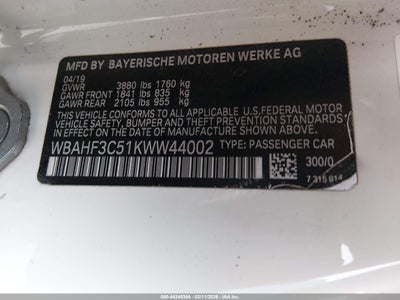 MFD BY BAYERISCHE MOTOREN WERKE AG
04/19
GVWR 3880 lbs 1760 kg
GAWR FRONT 1841 lbs 835 kg
GAWR REAR 2105 lbs 955 kg
THIS VEHICLE CONFORMS TO ALL APPLICABLE U.S.FEDERAL MOTOR
VEHICLE SAFETY, BUMPER, AND THEFT PREVENTION STANDARDS
IN EFFECT ON THE DATE OF MANUFACTURE SHOWN ABOVE.
WBAHF3C51KWW44002 TYPE: PASSENGER CAR
300/0
7 315 814